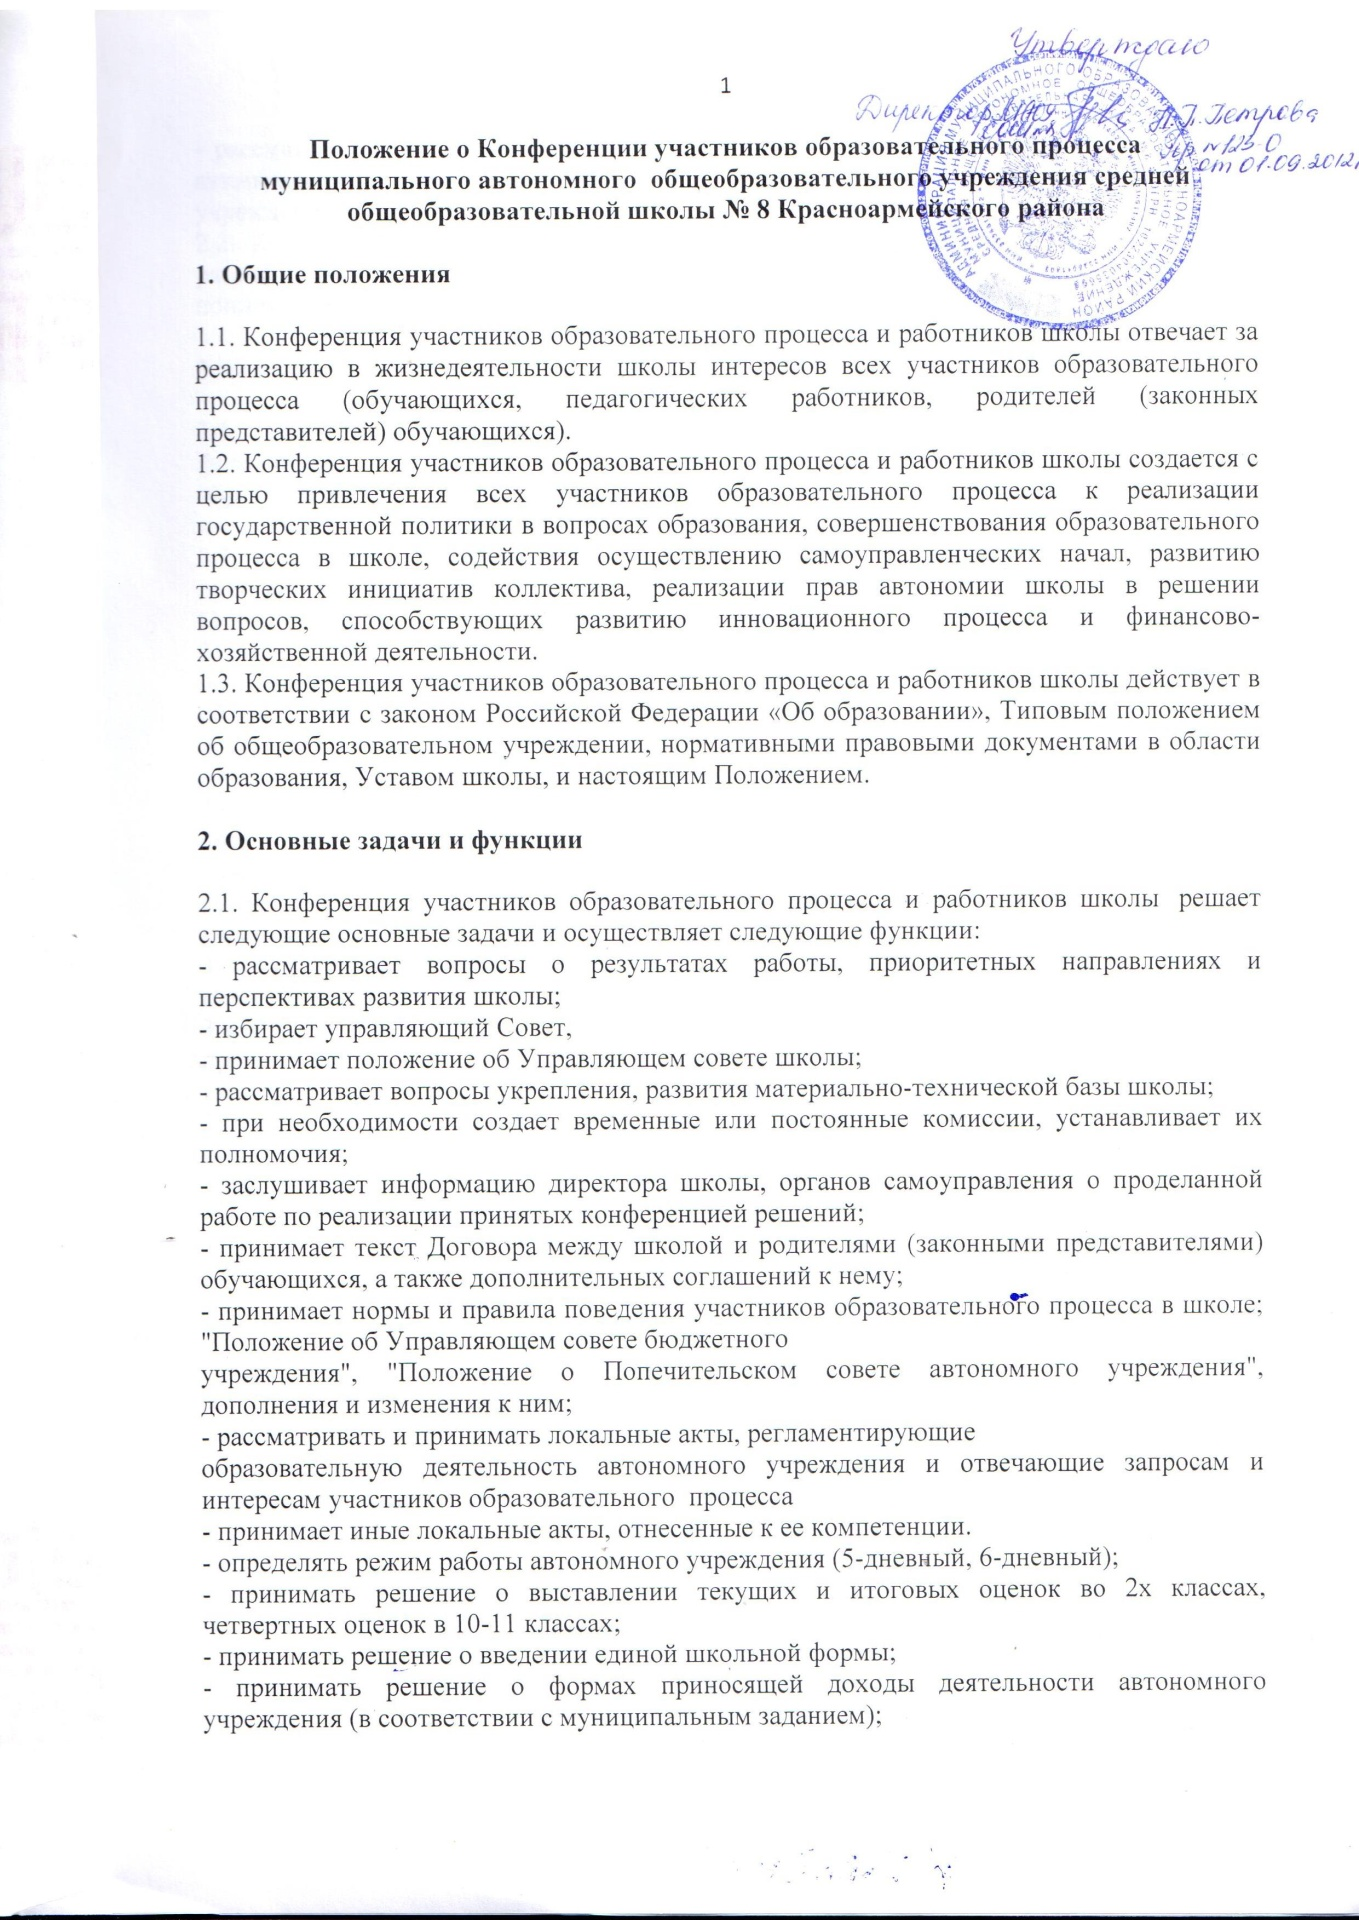 Утверждаю
1
Директор МАОУ СОШ № 8 Петрова
Пр № 123-О
от 01.09.2012г
Положение о Конференции участников образовательного процесса
муниципального автономного общеобразовательного учреждения средней
общеобразовательной школы № 8 Красноармейского района
1. Общие положения
1.1. Конференция участников образовательного процесса и работников школы отвечает за
реализацию в жизнедеятельности школы интересов всех участников образовательного
процесса (обучающихся, педагогических работников, родителей (законных
представителей) обучающихся).
1.2. Конференция участников образовательного процесса и работников школы создается с
целью привлечения всех участников образовательного процесса к реализации
государственной политики в вопросах образования, совершенствования образовательного
процесса в школе, содействия осуществлению самоуправленческих начал, развитию
творческих инициатив коллектива, реализации прав автономии школы в решении
вопросов, способствующих развитию инновационного процесса и финансово-
хозяйственной деятельности.
1.3. Конференция участников образовательного процесса и работников школы действует в
соответствии с законом Российской Федерации «Об образовании», Типовым положением
об общеобразовательном учреждении, нормативными правовыми документами в области
образования, Уставом школы, и настоящим Положением.
2. Основные задачи и функции
2.1. Конференция участников образовательного процесса и работников школы решает
следующие основные задачи и осуществляет следующие функции:
- рассматривает вопросы о результатах работы, приоритетных направлениях и
перспективах развития школы;
- избирает управляющий Совет,
- принимает положение об Управляющем совете школы;
- рассматривает вопросы укрепления, развития материально-технической базы школы;
- при необходимости создает временные или постоянные комиссии, устанавливает их
полномочия;
- заслушивает информацию директора школы, органов самоуправления о проделанной
работе по реализации принятых конференцией решений;
- принимает текст Договора между школой и родителями (законными представителями)
обучающихся, а также дополнительных соглашений к нему;
- принимает нормы и правила поведения участников образовательного процесса в школе;
"Положение об Управляющем совете бюджетного
учреждения", "Положение о Попечительском совете автономного учреждения",
дополнения и изменения к ним;
- рассматривать и принимать локальные акты, регламентирующие
образовательную деятельность автономного учреждения и отвечающие запросам и
интересам участников образовательного процесса
- принимает иные локальные акты, отнесенные к ее компетенции.
- определять режим работы автономного учреждения (5-дневный, 6-дневный);
- принимать решение о выставлении текущих и итоговых оценок во 2х классах,
четвертных оценок в 10-11 классах;
- принимать решение о введении единой школьной формы;
- принимать решение о формах приносящей доходы деятельности автономного
учреждения (в соответствии с муниципальным заданием);